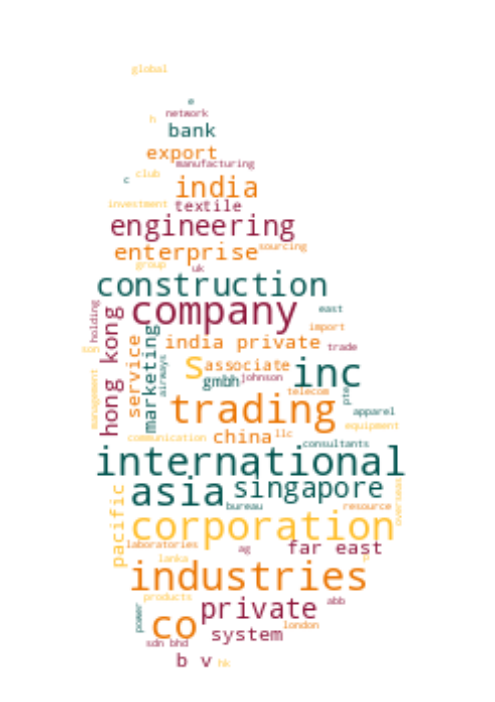 global
e
network
h
bank
export
manufacturing
club
c
india
investment textile
engineering
enterprise sourcing
group
uk
construction
company
east
holding
hong kong
import
marketing
service
india private trade
son
airways
s associate
inc
gmbh johnson
management
telecom
pte
trading
apparel
equipment
communication china llc
consultants
international
asia singapore
pacific
overseas
bureau resource
corporation
laboratories ag far east
lanka p
industries
products
abb
private
power
co london
system
sdn bhd
b v hk